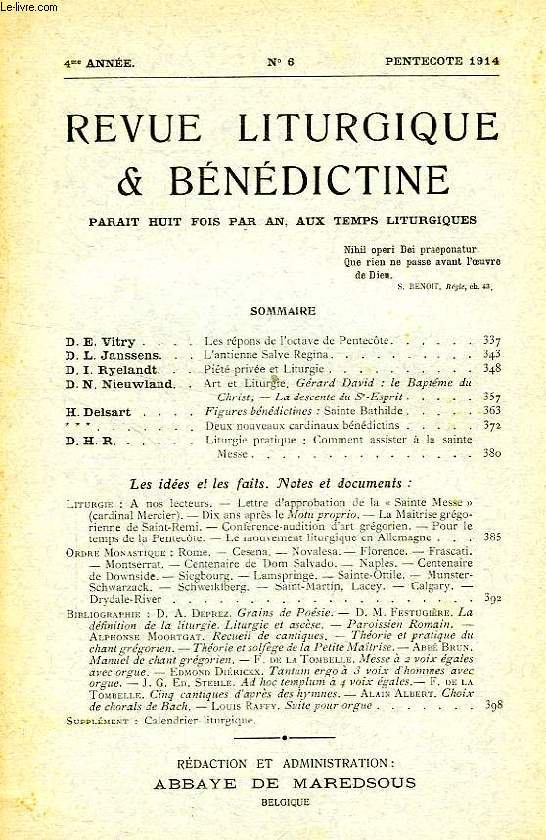 Le-livre.com
4me ANNÉE. N° 6 PENTECOTE 1914
REVUE LITURGIQUE
& BÉNÉDICTINE
PARAIT HUIT FOIS PAR AN, AUX TEMPS LITURGIQUES
Nihil operi Dei praeponatur
Que rien ne passe avant l'œuvre
de Dieu.
S. BENOIT, Règle, ch. 43.
SOMMAIRE
D. E. Vitry . . . . Les répons de l'octave de Pentecôte. . . . . . 337
D. L. Janssens. . . L'antienne Salve Regina. . . . . . . . . . 343
D. I. Ryelandt . . . Piété privée et Liturgie . . . . . . . . . . 348
D. N. Nieuwland. . Art et Liturgie. Gérard David : le Baptême du
Christ, — La descente du St-Esprit . . . . . 357
H. Delsart . . . . Figures bénédictines : Sainte Bathilde . . . . . 363
* * * . . . . . . . Deux nouveaux cardinaux bénédictins . . . . . 372
D. H. R. . . . . . Liturgie pratique : Comment assister à la sainte
Messe . . . . . . . . . . . . . . . 380
Les idées et les faits. Notes et documents :
LITURGIE : A nos lecteurs. — Lettre d'approbation de la « Sainte Messe »
(cardinal Mercier). — Dix ans après le Motu proprio. — La Maîtrise grégo-
rienne de Saint-Remi. — Conférence-audition d'art grégorien. — Pour le
temps de la Pentecôte. — Le mouvement liturgique en Allemagne . . . 385
ORDRE MONASTIQUE : Rome. — Cesena. — Novalesa. — Florence. — Frascati.
— Montserrat. — Centenaire de Dom Salvado. — Naples. — Centenaire
de Downside. — Siegbourg. — Lamspringe. — Sainte-Ottile. — Munster-
Schwarzack. — Schweiklberg. — Saint-Martin, Lacey. — Calgary. —
Drydale-River . . . . . . . . . . . . . . . . 392
BIBLIOGRAPHIE : D. A. DEPREZ. Grains de Poésie. — D. M. FESTUGIÈRE. La
définition de la liturgie. Liturgie et ascèse. — Paroissien Romain. —
ALPHONSE MOORTGAT. Recueil de cantiques. — Théorie et pratique du
chant grégorien. — Théorie et solfège de la Petite Maîtrise. — ABBÉ BRUN.
Manuel de chant grégorien. — F. DE LA TOMBELLE. Messe à 2 voix égales
avec orgue. — EDMOND DIÉRICKX. Tantum ergo à 3 voix d'hommes avec
orgue. — J. G. ED. STEHLE. Ad hoc templum à 4 voix égales. — F. DE LA
TOMBELLE. Cinq cantiques d'après des hymnes. — ALAIN ALBERT. Choix
de chorals de Bach. — LOUIS RAFFY. Suite pour orgue . . . . . . . 398
SUPPLÉMENT : Calendrier liturgique.
RÉDACTION ET ADMINISTRATION :
ABBAYE DE MAREDSOUS
BELGIQUE